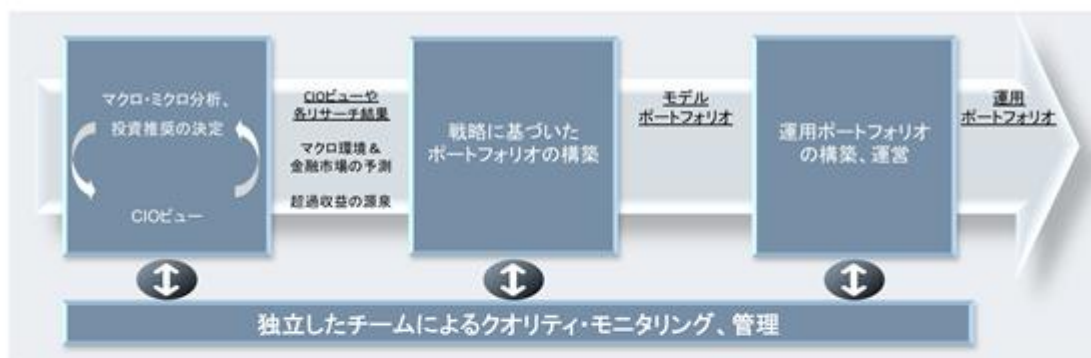 マクロ・ミクロ分析、
投資推奨の決定
CIOビュー
CIOビューや
各リサーチ結果
マクロ環境＆
金融市場の予測
超過収益の源泉
戦略に基づいた
ポートフォリオの構築
モデル
ポートフォリオ
運用ポートフォリオ
の構築、運営
運用
ポートフォリオ
独立したチームによるクオリティ・モニタリング、管理